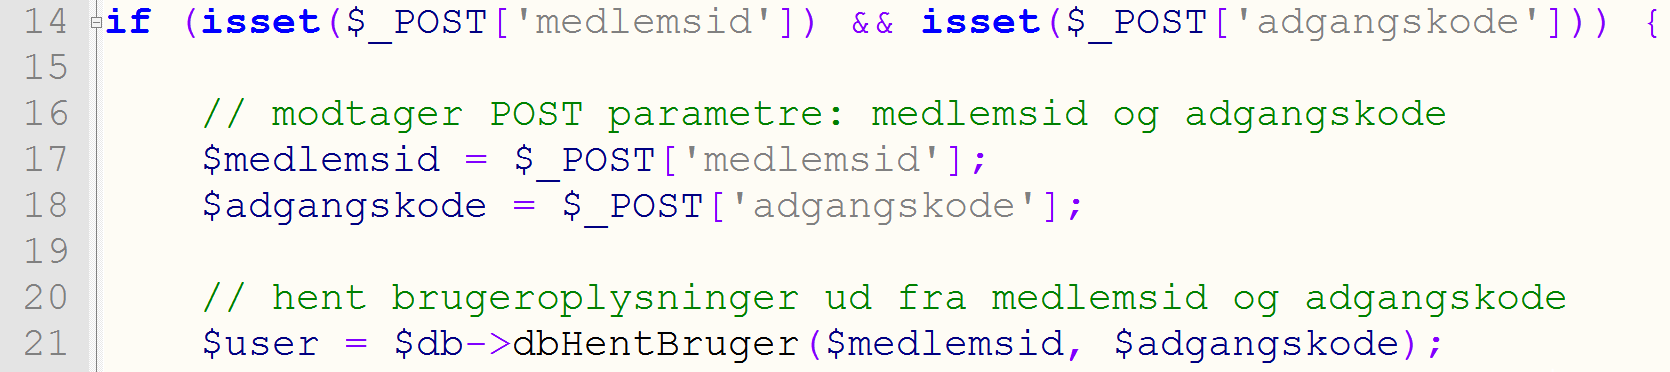 14 if (isset($_POST['medlemsid']) && isset($_POST['adgangskode'])) {
15
16 // modtager POST parametre: medlemsid og adgangskode
17 $medlemsid = $_POST['medlemsid'];
18 $adgangskode = $_POST['adgangskode'];
19
20 // hent brugeroplysninger ud fra medlemsid og adgangskode
21 $user = $db->dbHentBruger($medlemsid, $adgangskode);